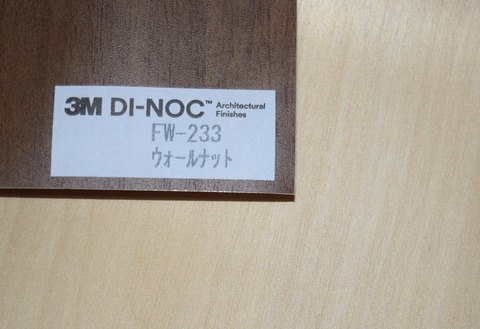 3M DI-NOC™ Architectural
Finishes
FW-233
ウォールナット